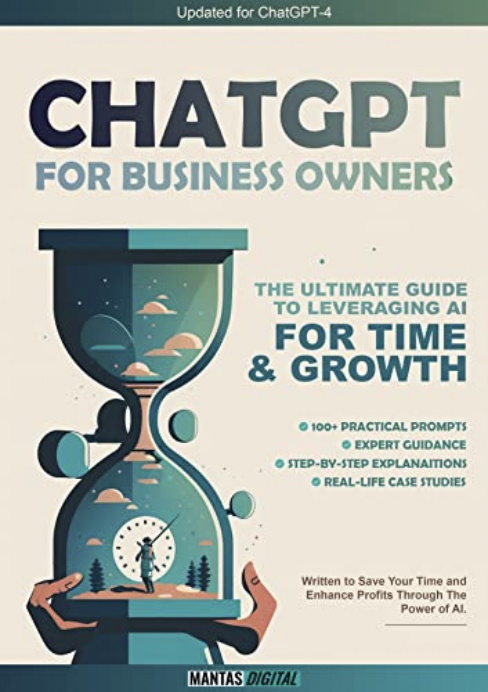 Updated for ChatGPT-4
CHATGPT
FOR BUSINESS OWNERS
THE ULTIMATE GUIDE
TO LEVERAGING AI
FOR TIME
& GROWTH
100+ PRACTICAL PROMPTS
EXPERT GUIDANCE
STEP-BY-STEP EXPLANAITIONS
REAL-LIFE CASE STUDIES
Written to Save Your Time and
Enhance Profits Through The
Power of AI.
MANTAS DIGITAL